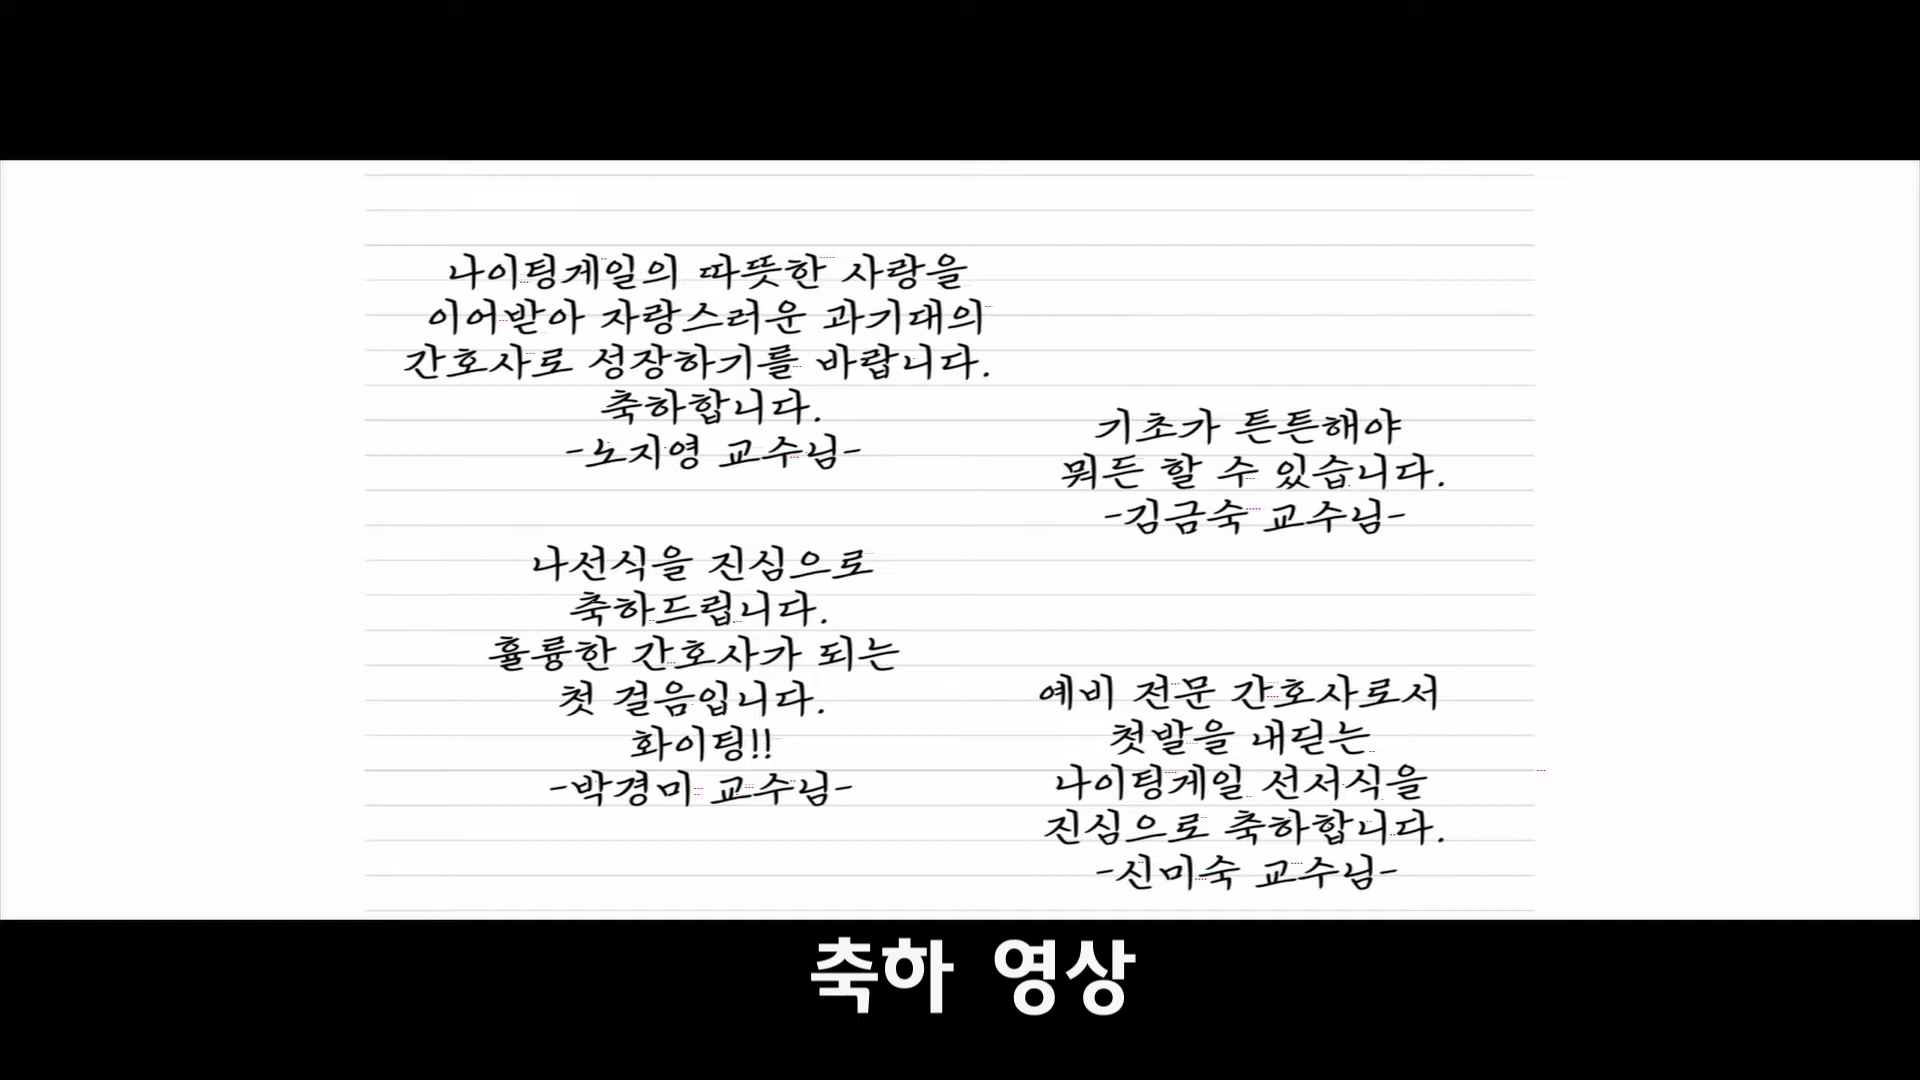 나이팅게일의 따뜻한 사랑을
이어받아 자랑스러운 과기대의
간호사로 성장하기를 바랍니다.
축하합니다.
-노지영 교수님-
기초가 튼튼해야
뭐든 할 수 있습니다.
-김금숙 교수님-
나선식을 진심으로
축하드립니다.
휼륭한 간호사가 되는
첫 걸음입니다.
화이팅!!
-박경미 교수님-
예비 전문 간호사로서
첫발을 내딛는
나이팅게일 선서식을
진심으로 축하합니다.
-신미숙 교수님-
축하 영상